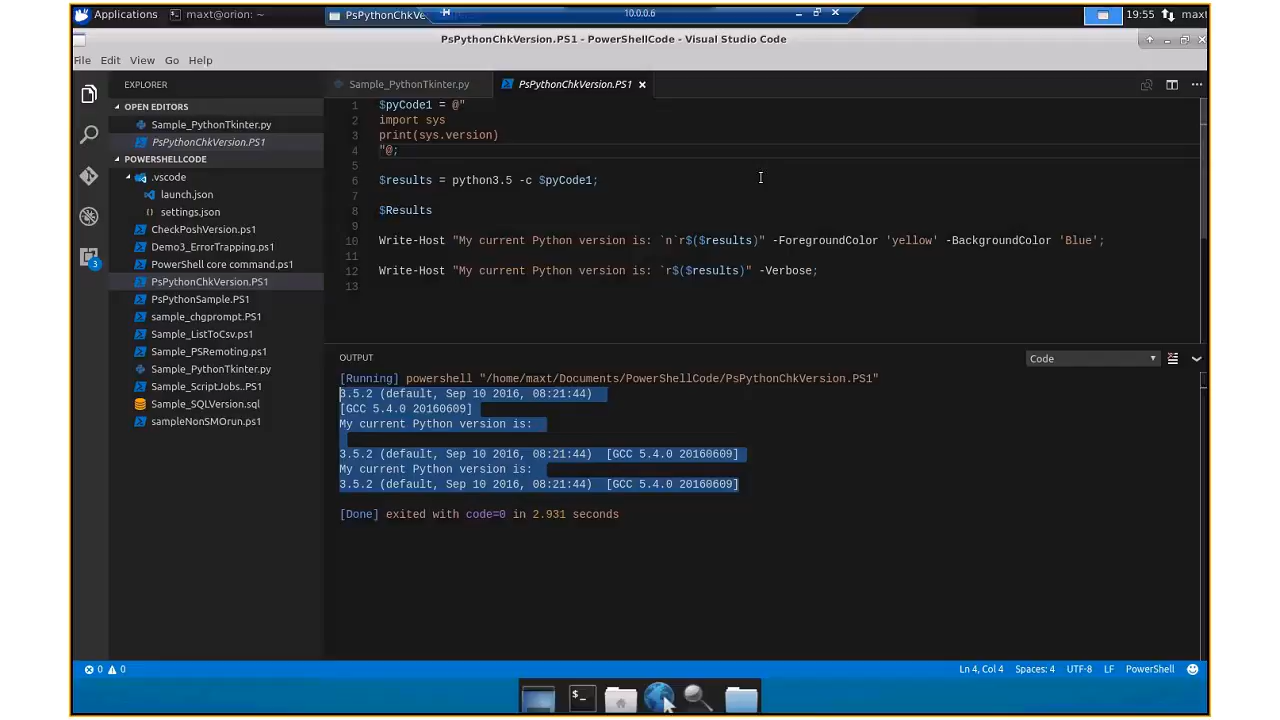 Applications maxt@orion: ~ PsPythonChkVe 10.0.0.6 19:55 maxt
PsPythonChkVersion.PS1 - PowerShellCode - Visual Studio Code
File Edit View Go Help
EXPLORER
OPEN EDITORS
Sample_PythonTkinter.py
PsPythonChkVersion.PS1
POWERSHELLCODE
.vscode
launch.json
settings.json
CheckPoshVersion.ps1
Demo3_ErrorTrapping.ps1
PowerShell core command.ps1
PsPythonChkVersion.PS1
PsPythonSample.PS1
sample_chgprompt.PS1
Sample_ListToCsv.ps1
Sample_PSRemoting.ps1
Sample_PythonTkinter.py
Sample_ScriptJobs..PS1
Sample_SQLVersion.sql
sampleNonSMOrun.ps1
3
Sample_PythonTkinter.py PsPythonChkVersion.PS1
1 $pyCode1 = @"
2 import sys
3 print(sys.version)
4 "@;
5
6 $results = python3.5 -c $pyCode1;
7
8 $Results
9
10 Write-Host "My current Python version is: `n`r$($results)" -ForegroundColor 'yellow' -BackgroundColor 'Blue';
11
12 Write-Host "My current Python version is: `r$($results)" -Verbose;
13
OUTPUT Code
[Running] powershell "/home/maxt/Documents/PowerShellCode/PsPythonChkVersion.PS1"
3.5.2 (default, Sep 10 2016, 08:21:44)
[GCC 5.4.0 20160609]
My current Python version is:
3.5.2 (default, Sep 10 2016, 08:21:44)  [GCC 5.4.0 20160609]
My current Python version is:
3.5.2 (default, Sep 10 2016, 08:21:44)  [GCC 5.4.0 20160609]
[Done] exited with code=0 in 2.931 seconds
0 0 Ln 4, Col 4 Spaces: 4 UTF-8 LF PowerShell
$_